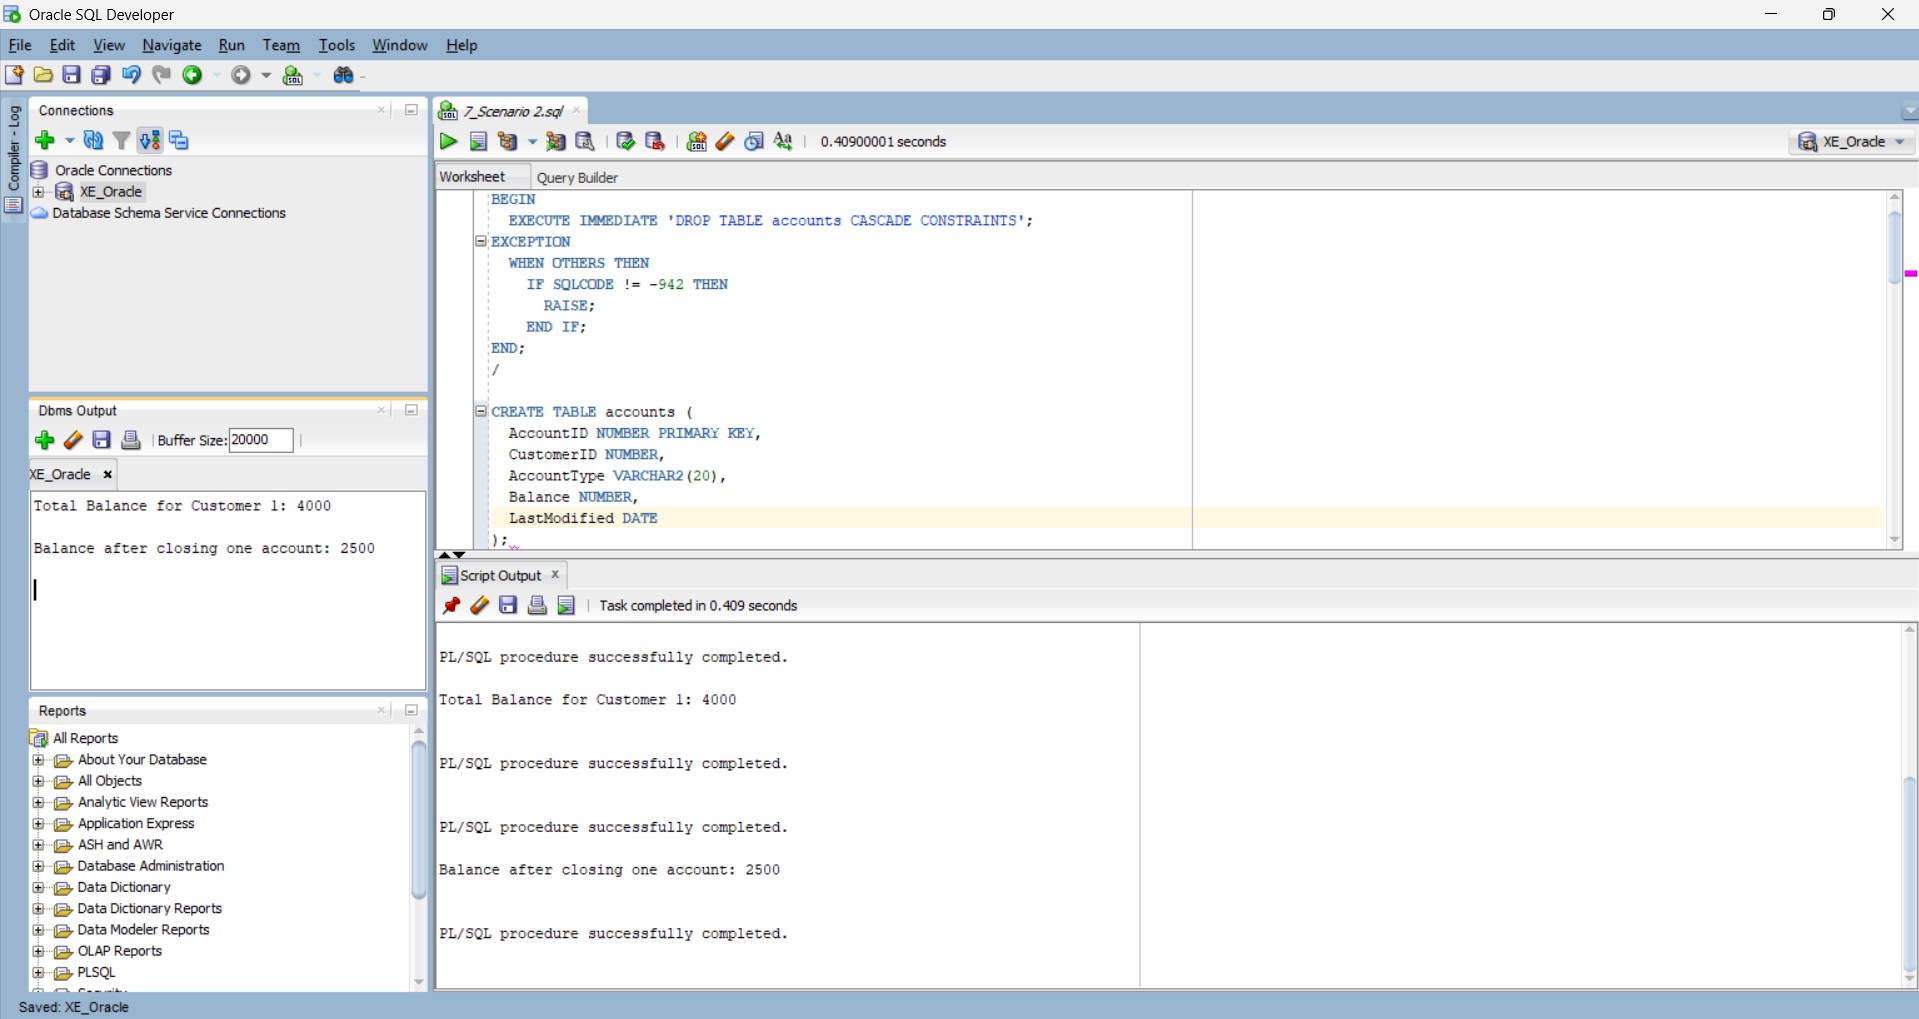 Oracle SQL Developer
File Edit View Navigate Run Team Tools Window Help
Compiler - Log
Connections
Oracle Connections
XE_Oracle
Database Schema Service Connections
Dbms Output
Buffer Size: 20000
XE_Oracle
Total Balance for Customer 1: 4000
Balance after closing one account: 2500
Reports
All Reports
About Your Database
All Objects
Analytic View Reports
Application Express
ASH and AWR
Database Administration
Data Dictionary
Data Dictionary Reports
Data Modeler Reports
OLAP Reports
PLSQL
7_Scenario 2.sql
0.40900001 seconds
XE_Oracle
Worksheet Query Builder
BEGIN
EXECUTE IMMEDIATE 'DROP TABLE accounts CASCADE CONSTRAINTS';
EXCEPTION
WHEN OTHERS THEN
IF SQLCODE != -942 THEN
RAISE;
END IF;
END;
/
CREATE TABLE accounts (
AccountID NUMBER PRIMARY KEY,
CustomerID NUMBER,
AccountType VARCHAR2(20),
Balance NUMBER,
LastModified DATE
);
Script Output
Task completed in 0.409 seconds
PL/SQL procedure successfully completed.
Total Balance for Customer 1: 4000
PL/SQL procedure successfully completed.
PL/SQL procedure successfully completed.
Balance after closing one account: 2500
PL/SQL procedure successfully completed.
Saved: XE_Oracle